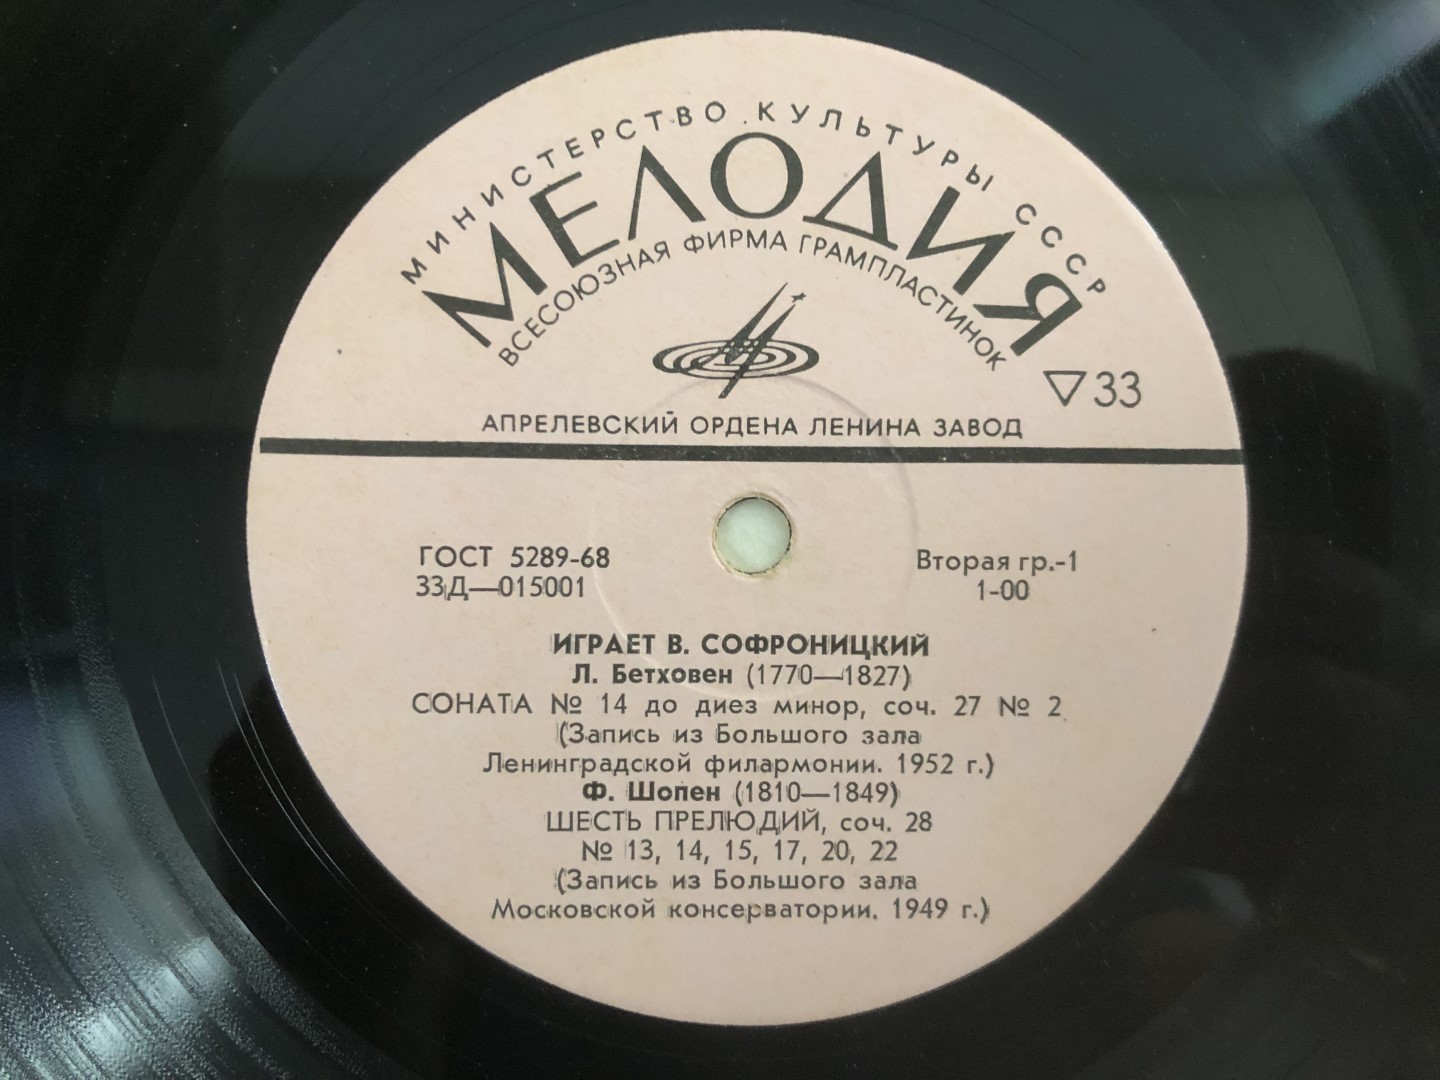 МИНИСТЕРСТВО КУЛЬТУРЫ СССР
МЕЛОДИЯ
ВСЕСОЮЗНАЯ ФИРМА ГРАМПЛАСТИНОК
▽33
АПРЕЛЕВСКИЙ ОРДЕНА ЛЕНИНА ЗАВОД
ГОСТ 5289-68
33Д—015001
Вторая гр.-1
1-00
ИГРАЕТ В. СОФРОНИЦКИЙ
Л. Бетховен (1770—1827)
СОНАТА № 14 до диез минор, соч. 27 № 2
(Запись из Большого зала
Ленинградской филармонии. 1952 г.)
Ф. Шопен (1810—1849)
ШЕСТЬ ПРЕЛЮДИЙ, соч. 28
№ 13, 14, 15, 17, 20, 22
(Запись из Большого зала
Московской консерватории. 1949 г.)